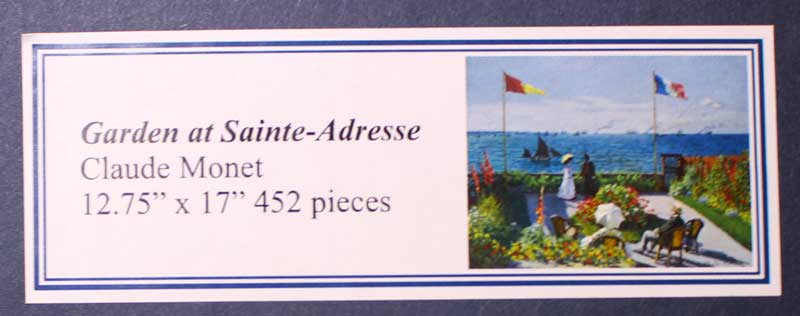 Garden at Sainte-Adresse
Claude Monet
12.75” x 17” 452 pieces